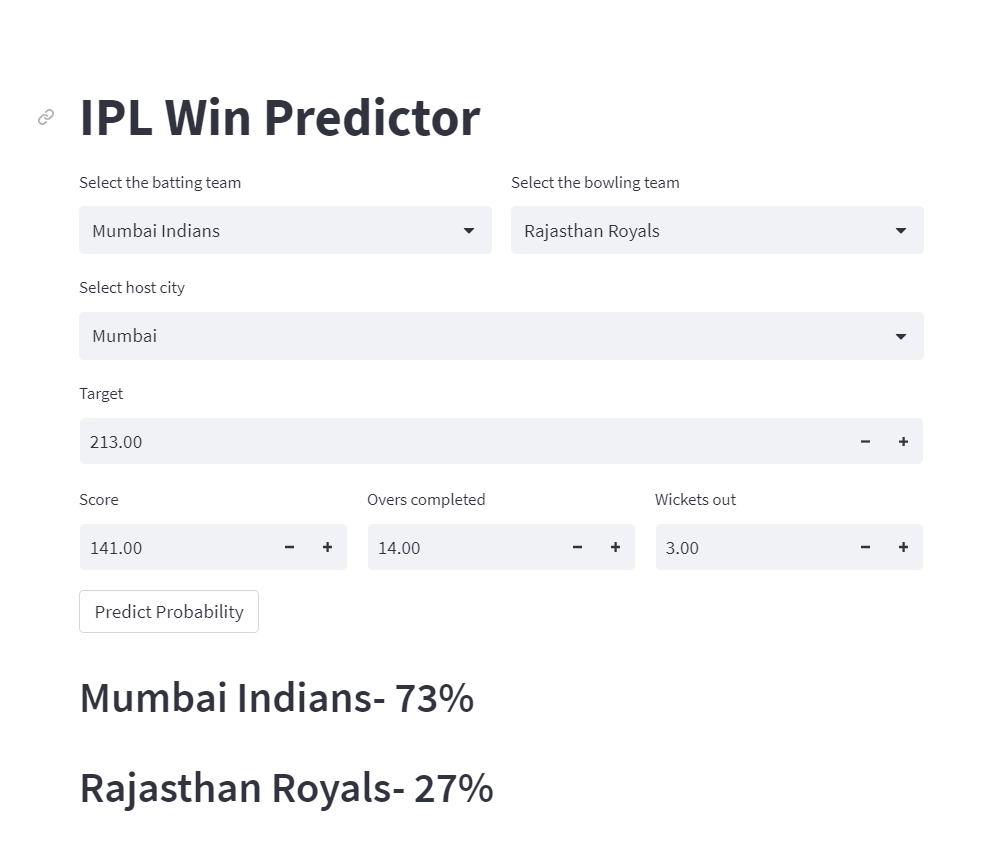 IPL Win Predictor
Select the batting team
Select the bowling team
Mumbai Indians
Rajasthan Royals
Select host city
Mumbai
Target
213.00
Score
Overs completed
Wickets out
141.00
14.00
3.00
Predict Probability
Mumbai Indians- 73%
Rajasthan Royals- 27%